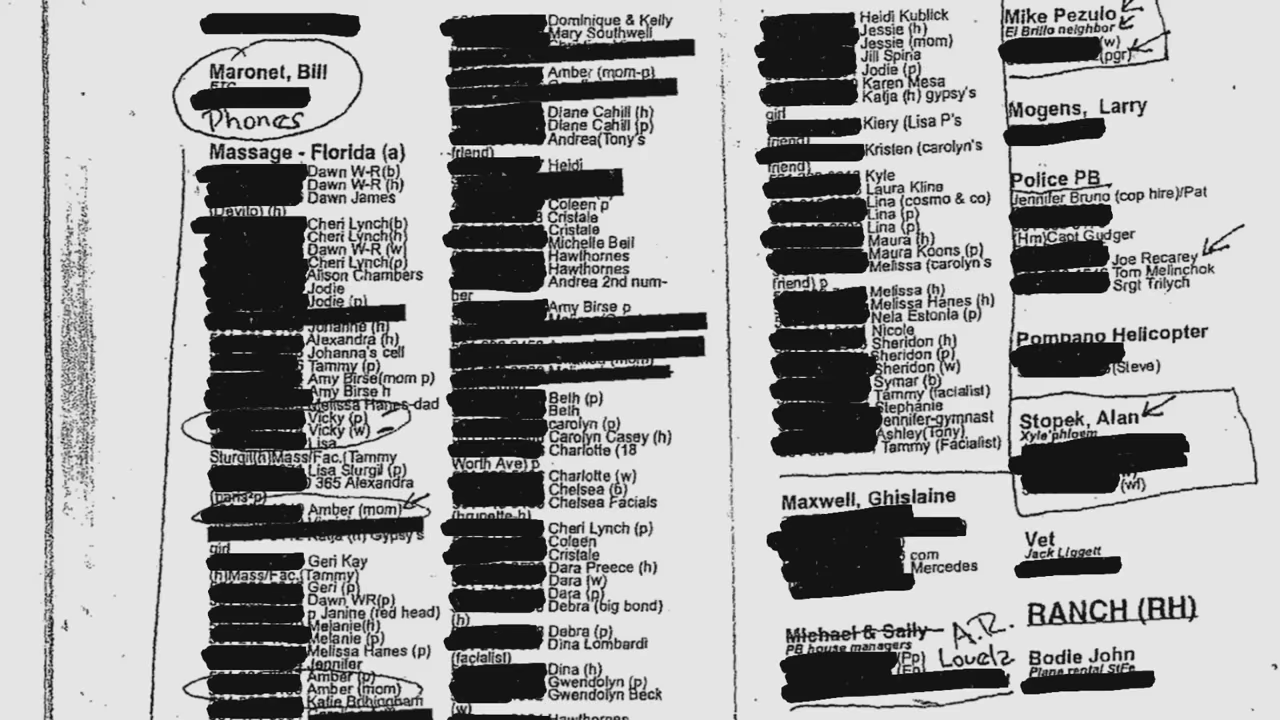 Maronet, Bill
Phones
Massage - Florida (a)
Dawn W-R(b)
Dawn W-R (h)
Dawn James
(h)
Cheri Lynch(b)
Cheri Lynch(h)
Dawn W-R (w)
Cheri Lynch(p)
Alison Chambers
Jodie
Jodie (p)
Johanne (h)
Alexandra (h)
Johanna's cell
Tammy (p)
Amy Birse(mom p)
Amy Birse h
Melissa Hanes-dad
Vicky (p)
Vicky (w)
Lisa
Sturgil(h)Mass/Fac.(Tammy
Lisa Sturgil (p)
365 Alexandra
Amber (mom)
Katja (h) Gypsy's
girl
Geri Kay
(h)Mass/Fac.(Tammy)
Geri (p)
Dawn WR(p)
p Janine (red head)
Melanie(h)
Melanie (p)
Melissa Hanes (p)
Jennifer
Amber (p)
Amber (mom)
Dominique & Kelly
Mary Southwell
Amber (mom-p)
Diane Cahill (h)
Diane Cahill (p)
Andrea(Tony's
friend)
Heidi
Coleen p
Cristale
Cristale
Michelle Bell
Hawthornes
Hawthornes
Andrea 2nd num-
ber
Amy Birse p
Beth (p)
Beth
carolyn (p)
Carolyn Casey (h)
Charlotte (18
Worth Ave) p
Charlotte (w)
Chelsea (b)
Chelsea Facials
Cheri Lynch (p)
Coleen
Cristale
Dara Preece (h)
Dara (w)
Dara (p)
Debra (big bond)
(h)
Debra (p)
Dina Lombardi
(facialist)
Dina (h)
Gwendolyn (p)
Gwendolyn Beck
(w)
Hawthornes
Heidi Kublick
Jessie (h)
Jessie (mom)
Jill Spina
Jodie (p)
Karen Mesa
Katja (h) gypsy's
girl
Kiery (Lisa P's
friend)
Kristen (carolyn's
friend)
Kyle
Laura Kline
Lina (cosmo & co)
Lina (p)
Lina (p)
Maura (h)
Maura Koons (p)
Melissa (carolyn's
friend) p
Melissa (h)
Melissa Hanes (h)
Nela Estonia (p)
Nicole
Sheridon (h)
Sheridon (p)
Sheridon (w)
Symar (b)
Tammy (facialist)
Stephanie
Jennifer-gymnast
Ashley(Tony)
Tammy (Facialist)
Maxwell, Ghislaine
com
Mercedes
Michael & Sally
PB house managers
(Pp)
A.R.
Mike Pezulo
El Brillo neighbor
(w)
(pgr)
Mogens, Larry
Police PB
Jennifer Bruno (cop hire)/Pat
(Hm)Capt Gudger
Joe Recarey
Tom Melinchok
Srgt Trilych
Pompano Helicopter
(Steve)
Stopek, Alan
Vet
Jack Liggett
RANCH (RH)
Bodie John
Plane rental StFe